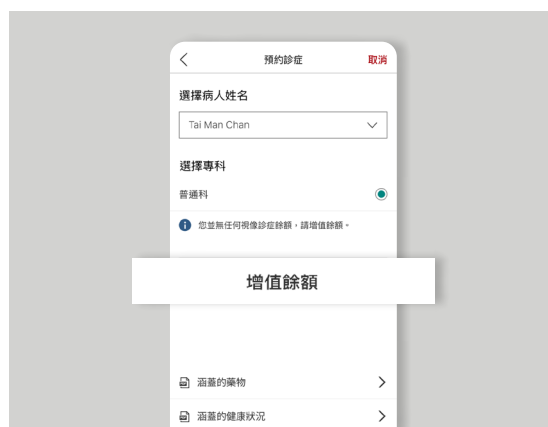 預約診症
取消
選擇病人姓名
Tai Man Chan
選擇專科
普通科
您並無任何視像診症餘額，請增值餘額。
增值餘額
涵蓋的藥物
涵蓋的健康狀況